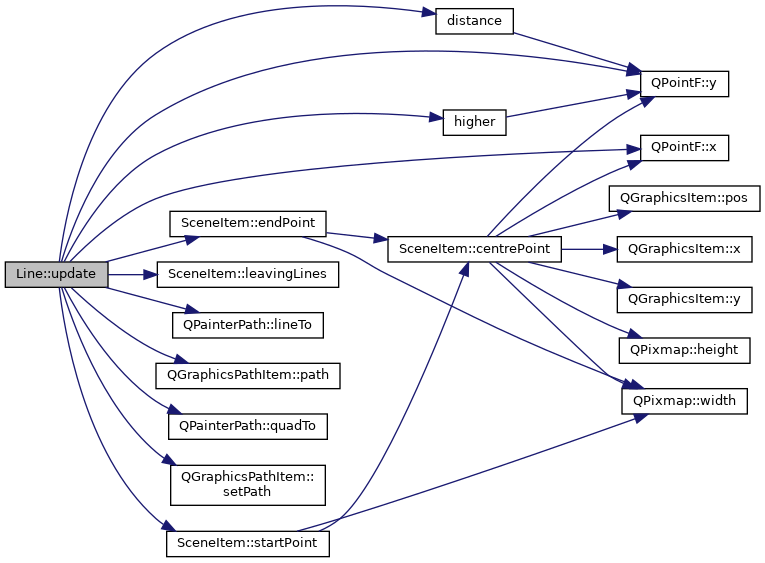 distance
QPointF::y
higher
QPointF::x
QGraphicsItem::pos
SceneItem::endPoint
SceneItem::centrePoint
QGraphicsItem::x
Line::update
SceneItem::leavingLines
QGraphicsItem::y
QPainterPath::lineTo
QPixmap::height
QGraphicsPathItem::path
QPixmap::width
QPainterPath::quadTo
QGraphicsPathItem::
setPath
SceneItem::startPoint